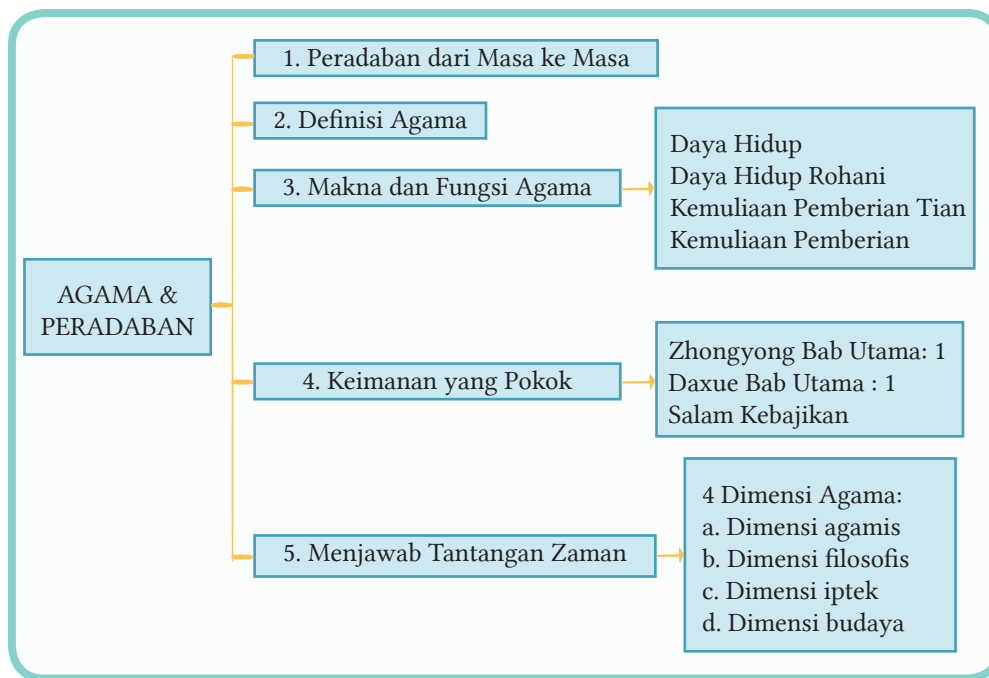 AGAMA &
PERADABAN
1. Peradaban dari Masa ke Masa
2. Definisi Agama
3. Makna dan Fungsi Agama
Daya Hidup
Daya Hidup Rohani
Kemuliaan Pemberian Tian
Kemuliaan Pemberian
4. Keimanan yang Pokok
Zhongyong Bab Utama: 1
Daxue Bab Utama : 1
Salam Kebajikan
5. Menjawab Tantangan Zaman
4 Dimensi Agama:
a. Dimensi agamis
b. Dimensi filosofis
c. Dimensi iptek
d. Dimensi budaya